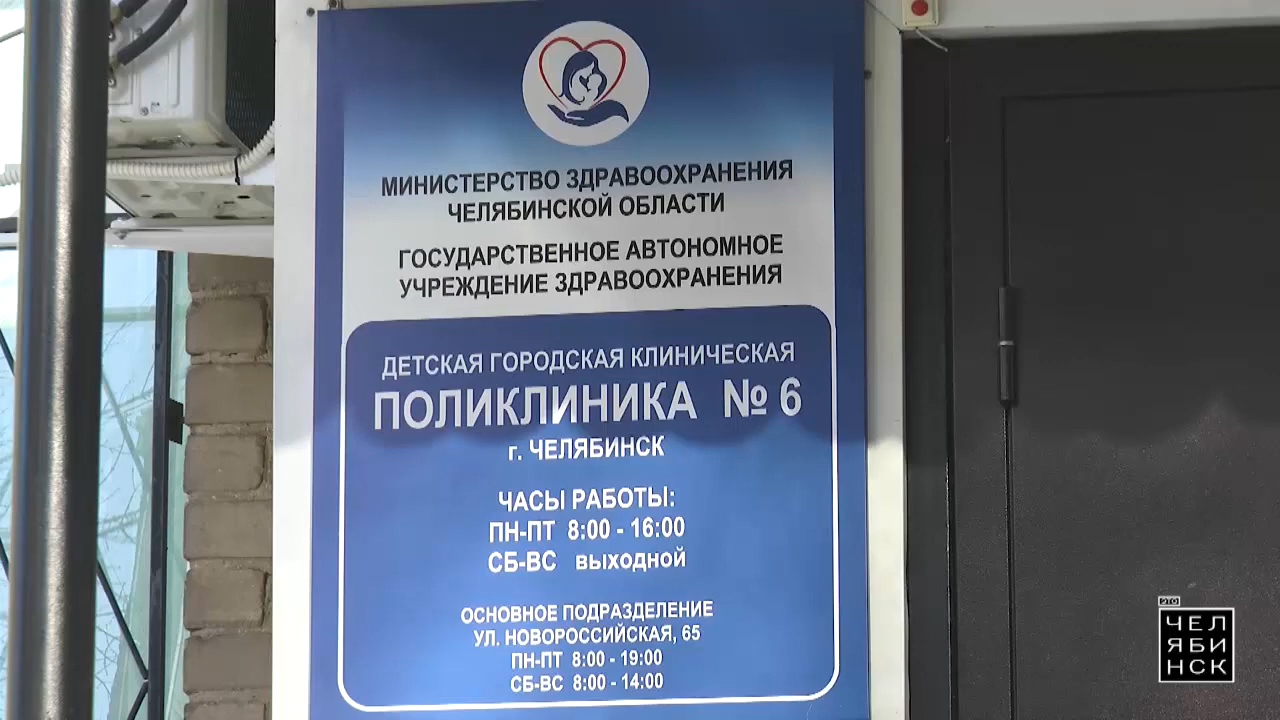 МИНИСТЕРСТВО ЗДРАВООХРАНЕНИЯ
ЧЕЛЯБИНСКОЙ ОБЛАСТИ
ГОСУДАРСТВЕННОЕ АВТОНОМНОЕ
УЧРЕЖДЕНИЕ ЗДРАВООХРАНЕНИЯ
ДЕТСКАЯ ГОРОДСКАЯ КЛИНИЧЕСКАЯ
ПОЛИКЛИНИКА № 6
г. ЧЕЛЯБИНСК
ЧАСЫ РАБОТЫ:
ПН-ПТ 8:00 - 16:00
СБ-ВС выходной
ОСНОВНОЕ ПОДРАЗДЕЛЕНИЕ
УЛ. НОВОРОССИЙСКАЯ, 65
ПН-ПТ 8:00 - 19:00
СБ-ВС 8:00 - 14:00
ЭТО
ЧЕЛ
ЯБИ
НСК